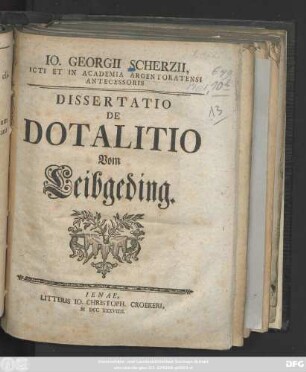 IO. GEORGII SCHERZII,
ICTI ET IN ACADEMIA ARGENTORATENSI
ANTECESSORIS
DISSERTATIO
DE
DOTALITIO
Vom
Leibgeding.
IENAE,
LITTERIS IO. CHRISTOPH. CROEKERI,